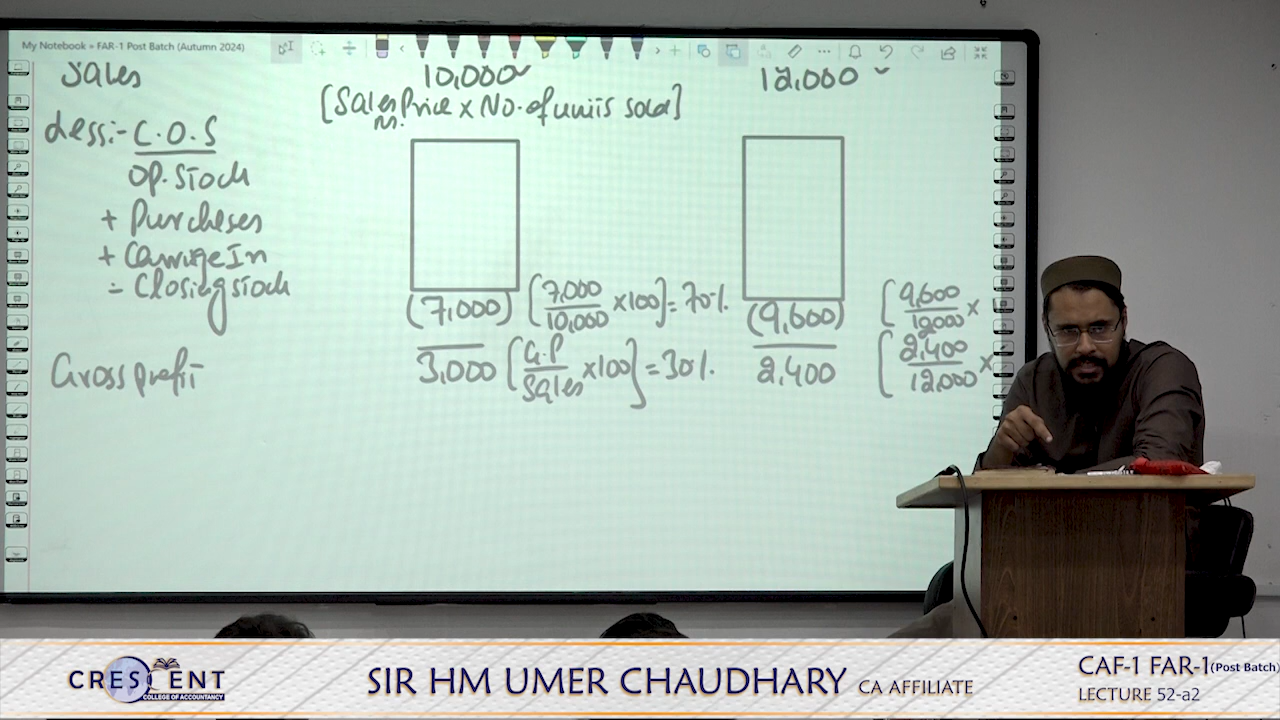 My Notebook » FAR-1 Post Batch (Autumn 2024)
Sales 10,000 12,000
[Sales Price × No. of units sold]
Less:- C.O.S
Op. Stock
+ Purcheses
+ Carriage In
- Closing stock
(7,000) [7,000/10,000 ×100] = 70% (9,600) [9,600/12,000 ×
Gross profit 3,000 [G.P/Sales ×100] = 30% 2,400 [2,400/12,000 ×
CRESCENT
COLLEGE OF ACCOUNTANCY
SIR HM UMER CHAUDHARY CA AFFILIATE
CAF-1 FAR-1 (Post Batch)
LECTURE 52-a2